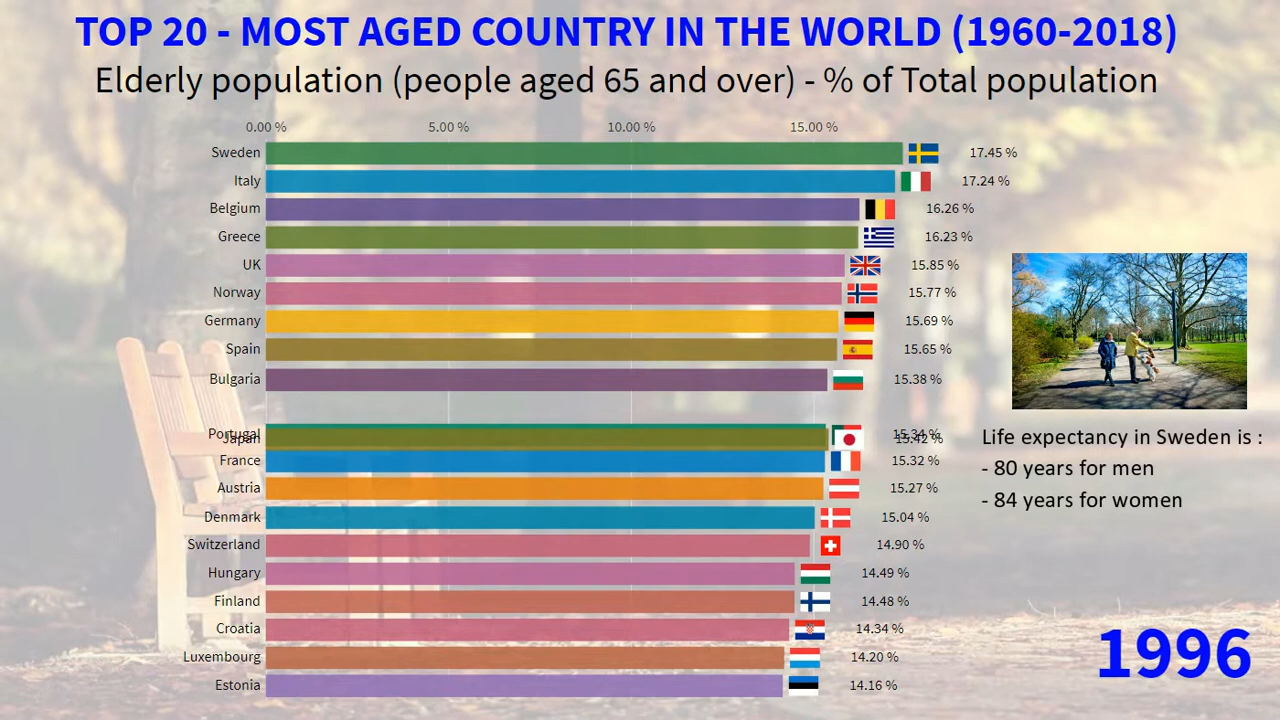 TOP 20 - MOST AGED COUNTRY IN THE WORLD (1960-2018)
Elderly population (people aged 65 and over) - % of Total population
0.00 % 5.00 % 10.00 % 15.00 %
Sweden 17.45 %
Italy 17.24 %
Belgium 16.26 %
Greece 16.23 %
UK 15.85 %
Norway 15.77 %
Germany 15.69 %
Spain 15.65 %
Bulgaria 15.38 %
Portugal 15.34 %
Japan 15.42 %
France 15.32 %
Austria 15.27 %
Denmark 15.04 %
Switzerland 14.90 %
Hungary 14.49 %
Finland 14.48 %
Croatia 14.34 %
Luxembourg 14.20 %
Estonia 14.16 %
Life expectancy in Sweden is :
- 80 years for men
- 84 years for women
1996